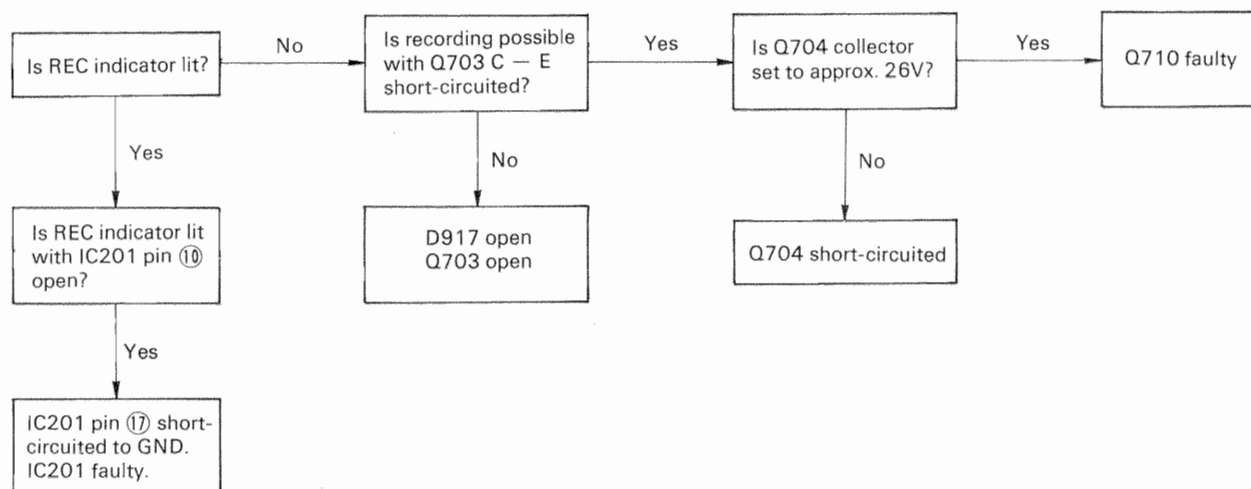 Is REC indicator lit?
No
Is recording possible
with Q703 C — E
short-circuited?
Yes
Is Q704 collector
set to approx. 26V?
Yes
Q710 faulty
Yes
No
No
Is REC indicator lit
with IC201 pin ⑩
open?
D917 open
Q703 open
Q704 short-circuited
Yes
IC201 pin ⑰ short-
circuited to GND.
IC201 faulty.